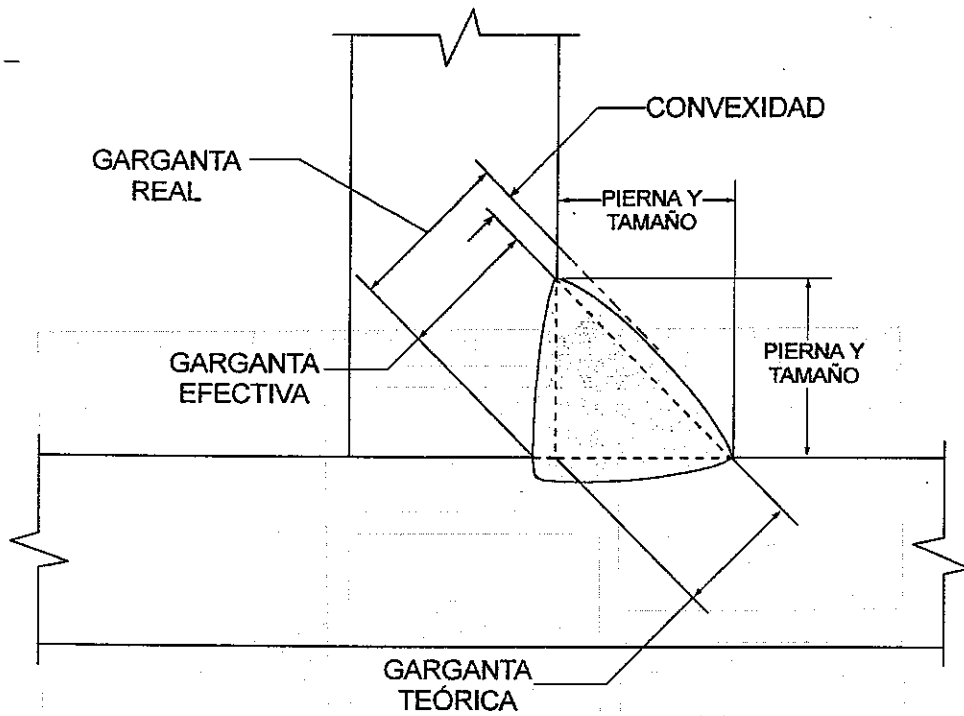 CONVEXIDAD
GARGANTA
REAL
PIERNA Y
TAMAÑO
PIERNA Y
TAMAÑO
GARGANTA
EFECTIVA
GARGANTA
TEÓRICA